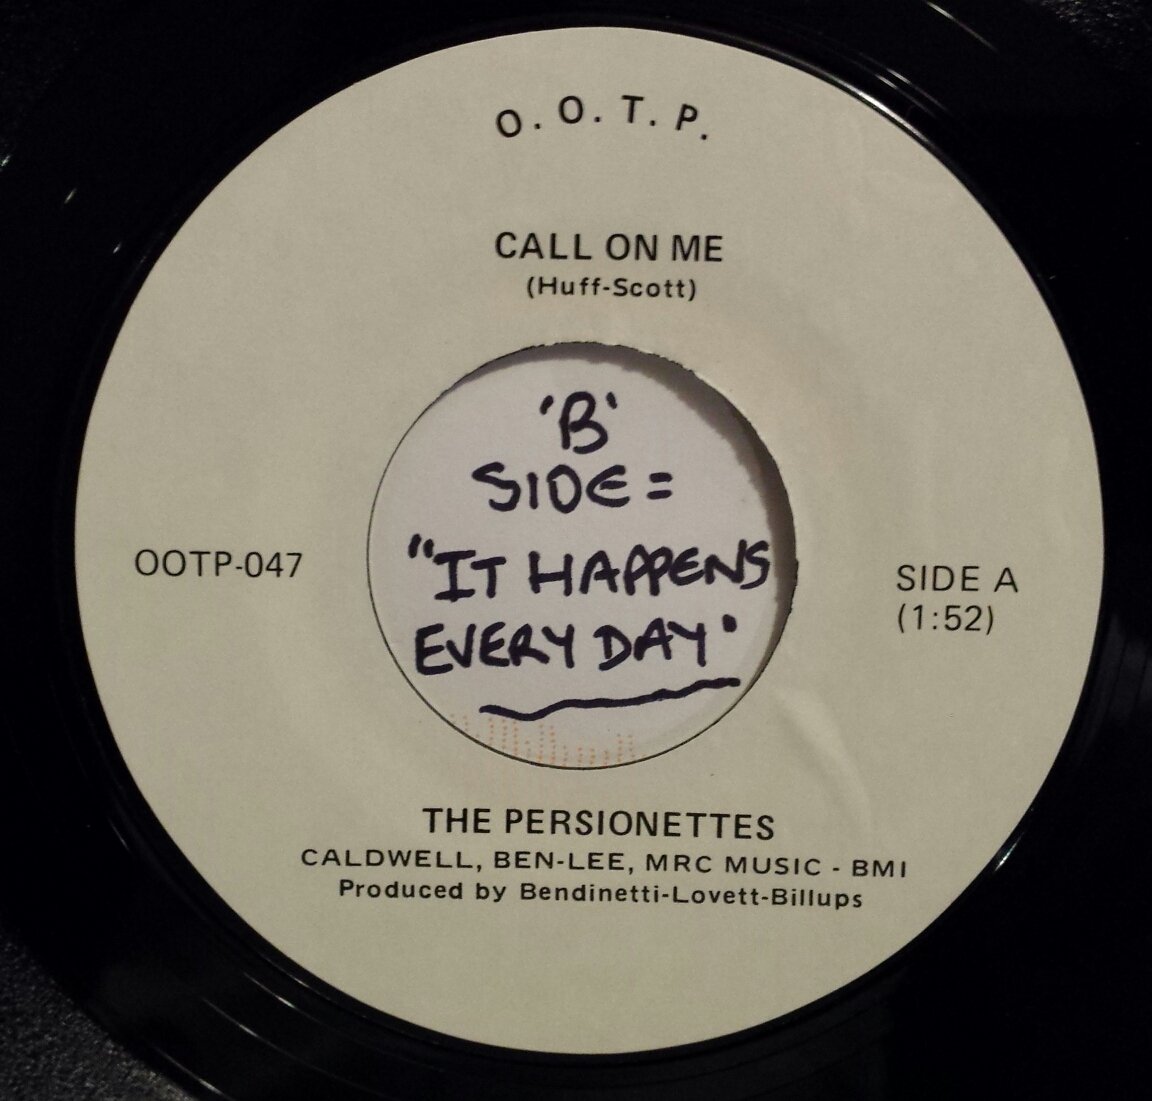 O.O.T.P.
CALL ON ME
(Huff-Scott)
'B'
SIDE =
"IT HAPPENS
EVERY DAY"
OOTP-047
SIDE A
(1:52)
THE PERSIONETTES
CALDWELL, BEN-LEE, MRC MUSIC - BMI
Produced by Bendinetti-Lovett-Billups